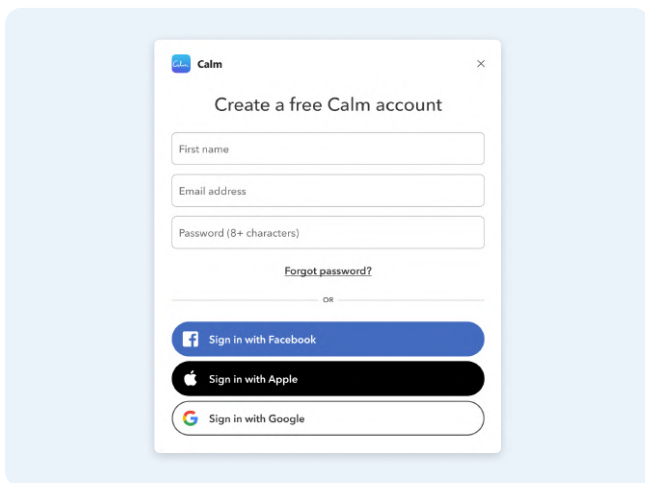 Calm
Calm
Create a free Calm account
First name
Email address
Password (8+ characters)
Forgot password?
OR
Sign in with Facebook
Sign in with Apple
Sign in with Google